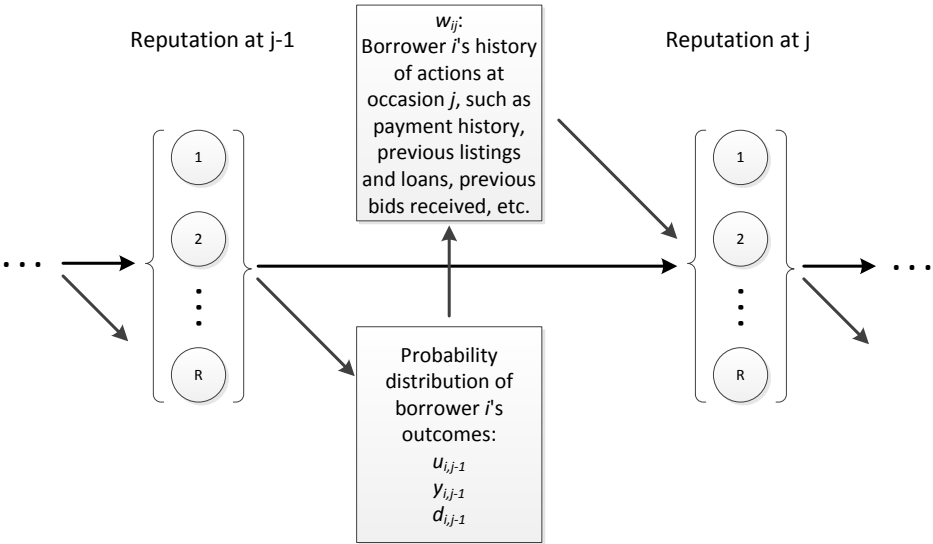 Reputation at j-1
1
2
R
w_ij:
Borrower i's history
of actions at
occasion j, such as
payment history,
previous listings
and loans, previous
bids received, etc.
Probability
distribution of
borrower i's
outcomes:
u_i,j-1
y_i,j-1
d_i,j-1
Reputation at j
1
2
R